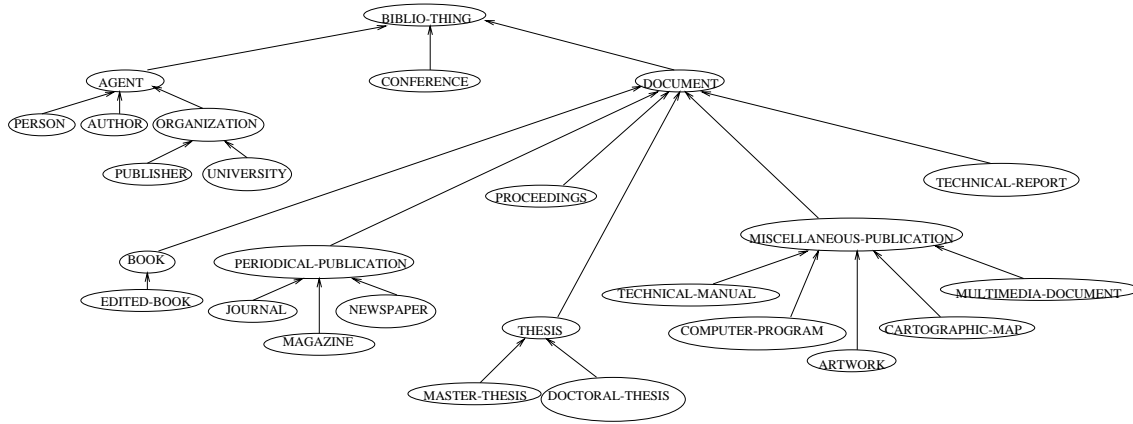 BIBLIO-THING
AGENT
CONFERENCE
DOCUMENT
PERSON
AUTHOR
ORGANIZATION
PUBLISHER
UNIVERSITY
PROCEEDINGS
TECHNICAL-REPORT
MISCELLANEOUS-PUBLICATION
BOOK
PERIODICAL-PUBLICATION
EDITED-BOOK
JOURNAL
NEWSPAPER
MAGAZINE
TECHNICAL-MANUAL
MULTIMEDIA-DOCUMENT
THESIS
COMPUTER-PROGRAM
CARTOGRAPHIC-MAP
ARTWORK
MASTER-THESIS
DOCTORAL-THESIS